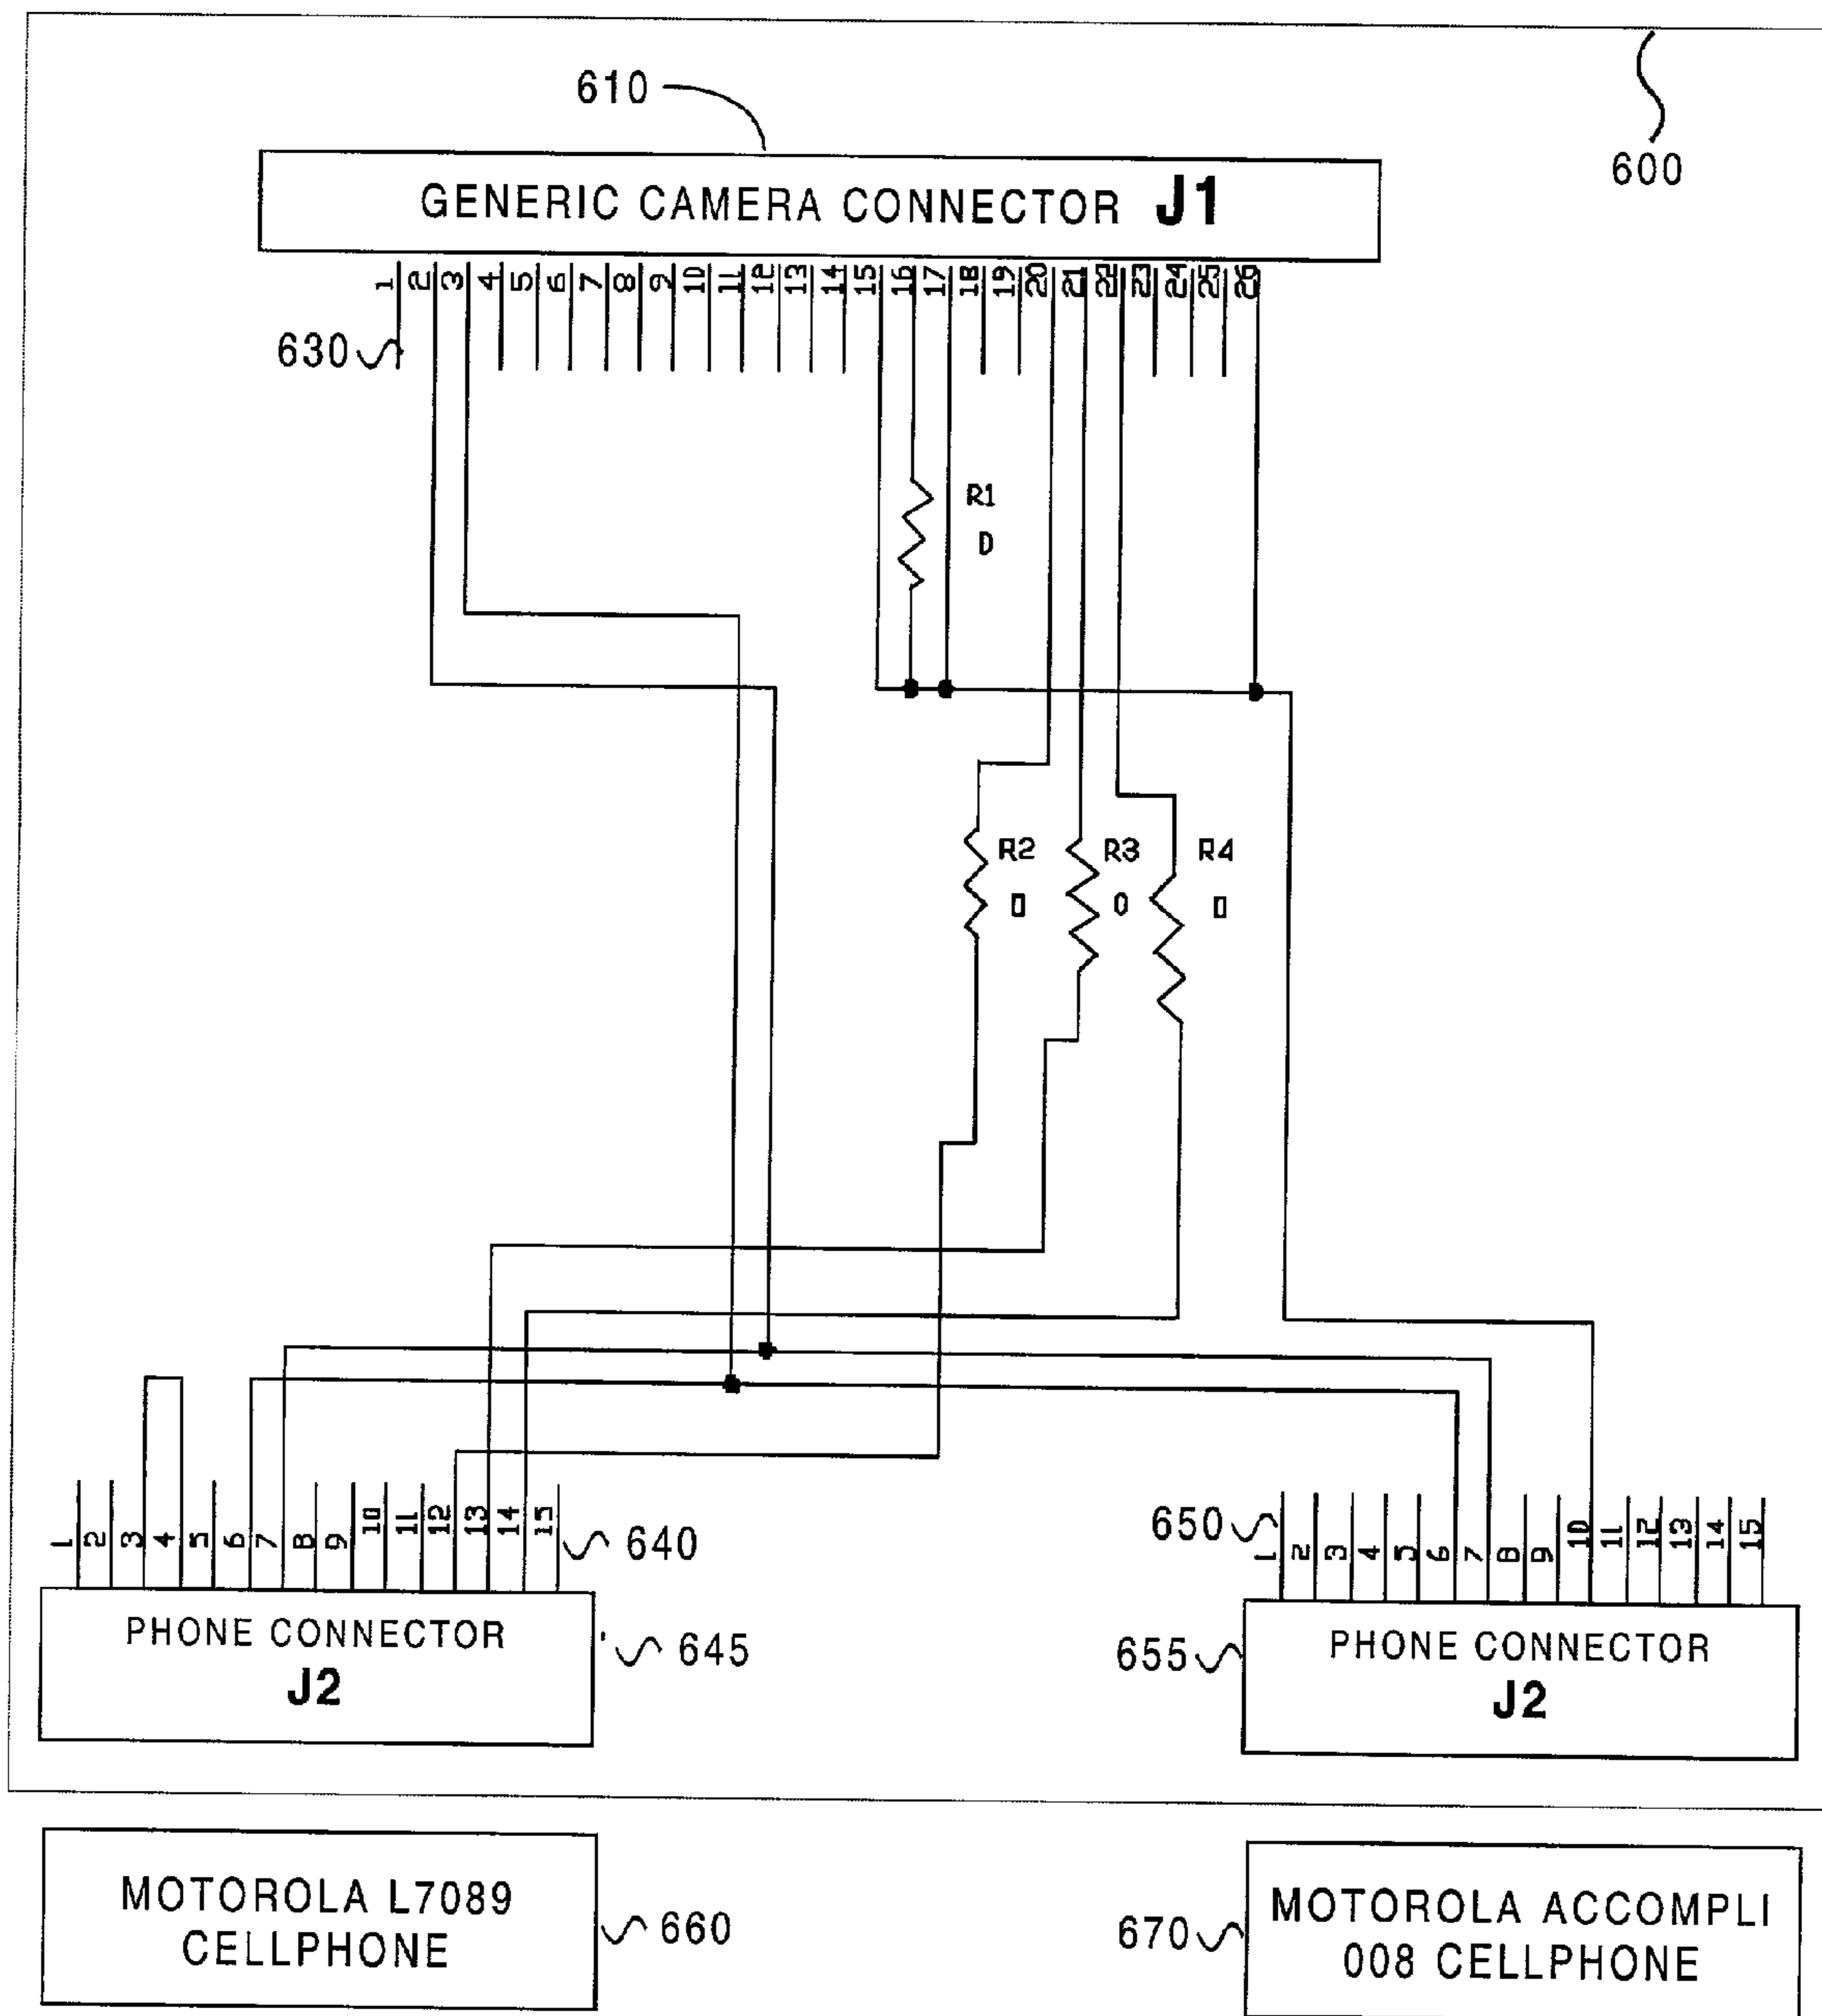 610
600
GENERIC CAMERA CONNECTOR J1
1 2 3 4 5 6 7 8 9 10 11 12 13 14 15 16 17 18 19 20 21 22 23 24 25 26
630
R1
D
R2 R3 R4
0 0 0
1 2 3 4 5 6 7 8 9 10 11 12 13 14 15
640
650
1 2 3 4 5 6 7 8 9 10 11 12 13 14 15
PHONE CONNECTOR
J2
645
655
PHONE CONNECTOR
J2
MOTOROLA L7089
CELLPHONE
660
670
MOTOROLA ACCOMPLI
008 CELLPHONE